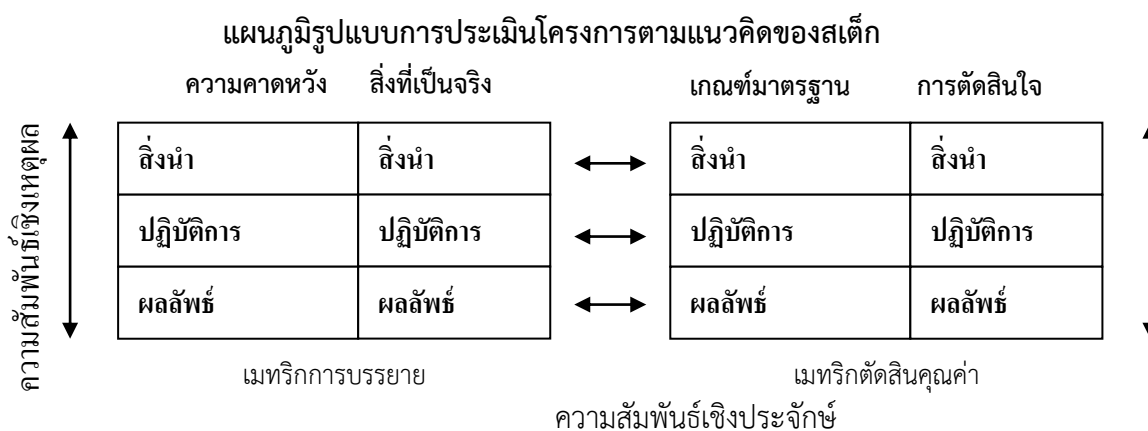 แผนภูมิรูปแบบการประเมินโครงการตามแนวคิดของสเต็ก
ความคาดหวัง สิ่งที่เป็นจริง เกณฑ์มาตรฐาน การตัดสินใจ
ความสัมพันธ์เชิงเหตุผล
สิ่งนำ สิ่งนำ สิ่งนำ สิ่งนำ
ปฏิบัติการ ปฏิบัติการ ปฏิบัติการ ปฏิบัติการ
ผลลัพธ์ ผลลัพธ์ ผลลัพธ์ ผลลัพธ์
เมทริกการบรรยาย เมทริกตัดสินคุณค่า
ความสัมพันธ์เชิงประจักษ์